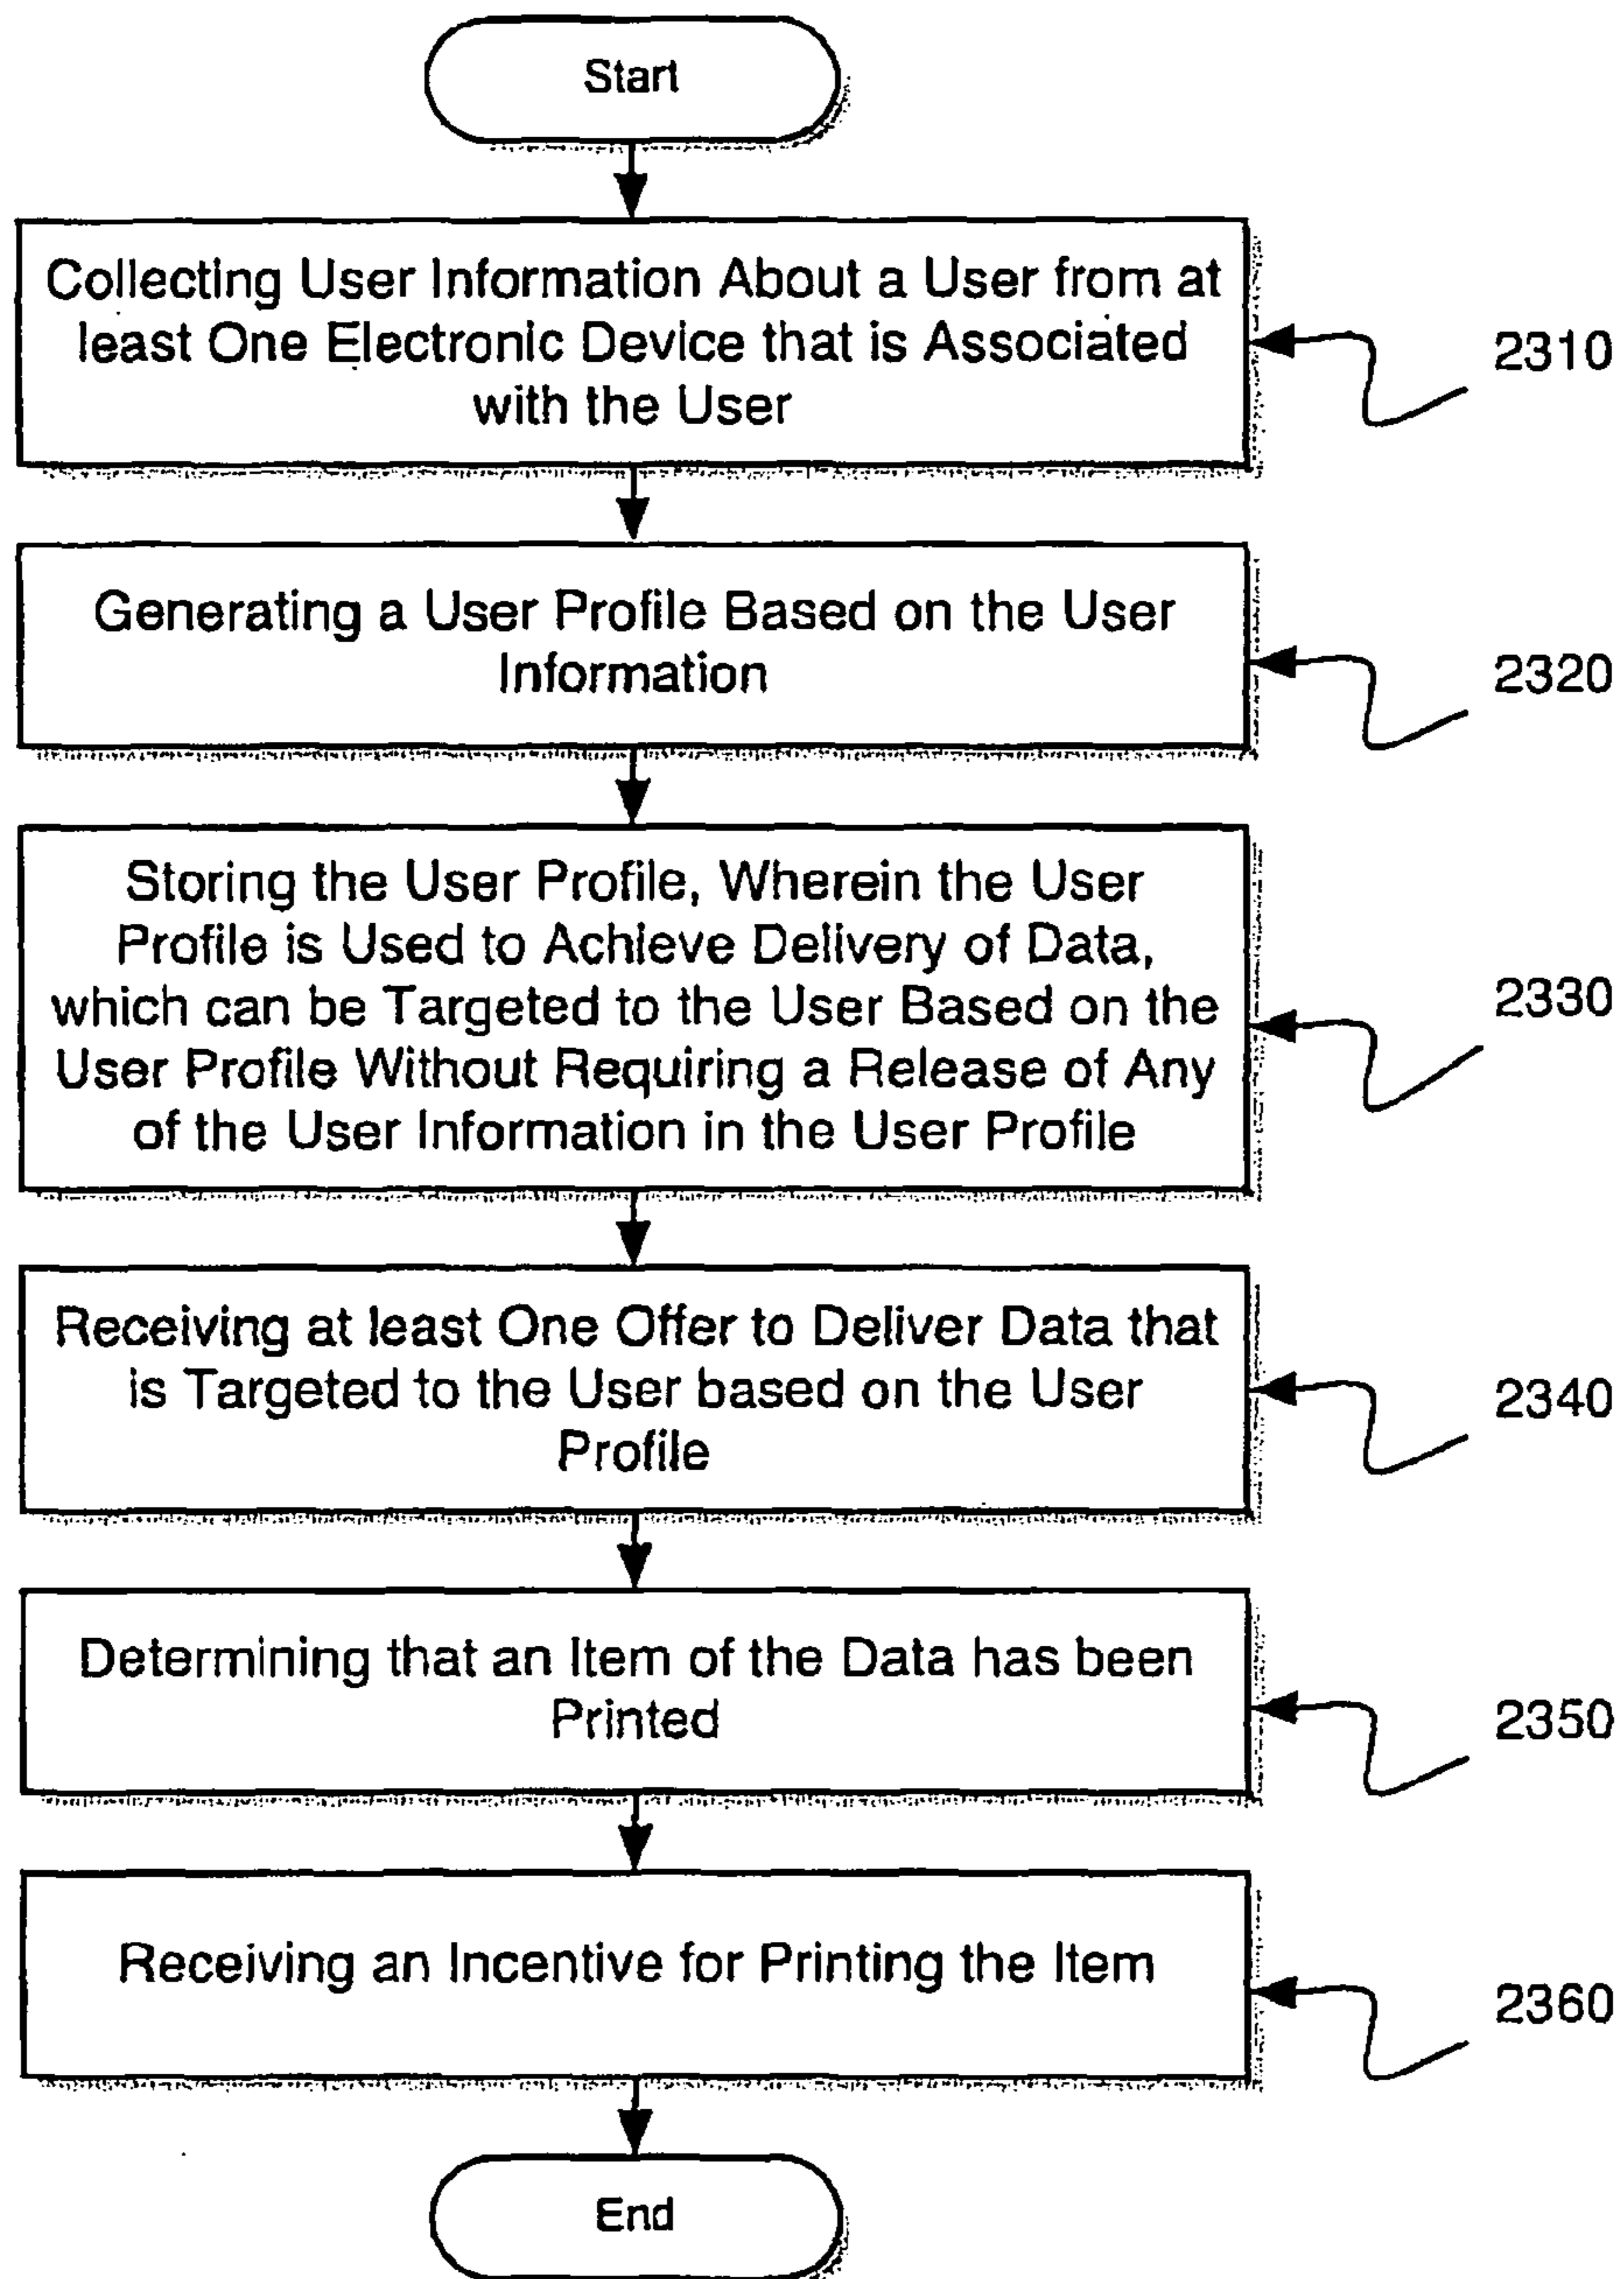 Start
Collecting User Information About a User from at
least One Electronic Device that is Associated
with the User
2310
Generating a User Profile Based on the User
Information
2320
Storing the User Profile, Wherein the User
Profile is Used to Achieve Delivery of Data,
which can be Targeted to the User Based on the
User Profile Without Requiring a Release of Any
of the User Information in the User Profile
2330
Receiving at least One Offer to Deliver Data that
is Targeted to the User based on the User
Profile
2340
Determining that an Item of the Data has been
Printed
2350
Receiving an Incentive for Printing the Item
2360
End